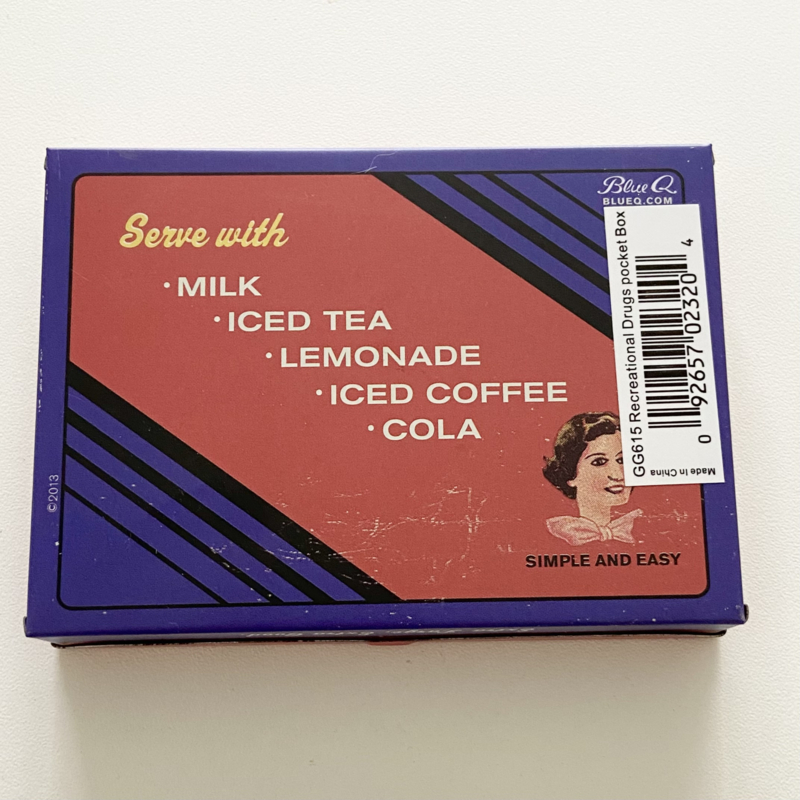 Blue Q
BLUEQ.COM
Serve with
• MILK
• ICED TEA
• LEMONADE
• ICED COFFEE
• COLA
SIMPLE AND EASY
©2013
GG615 Recreational Drugs pocket Box
0 92657 02320 4
Made in China